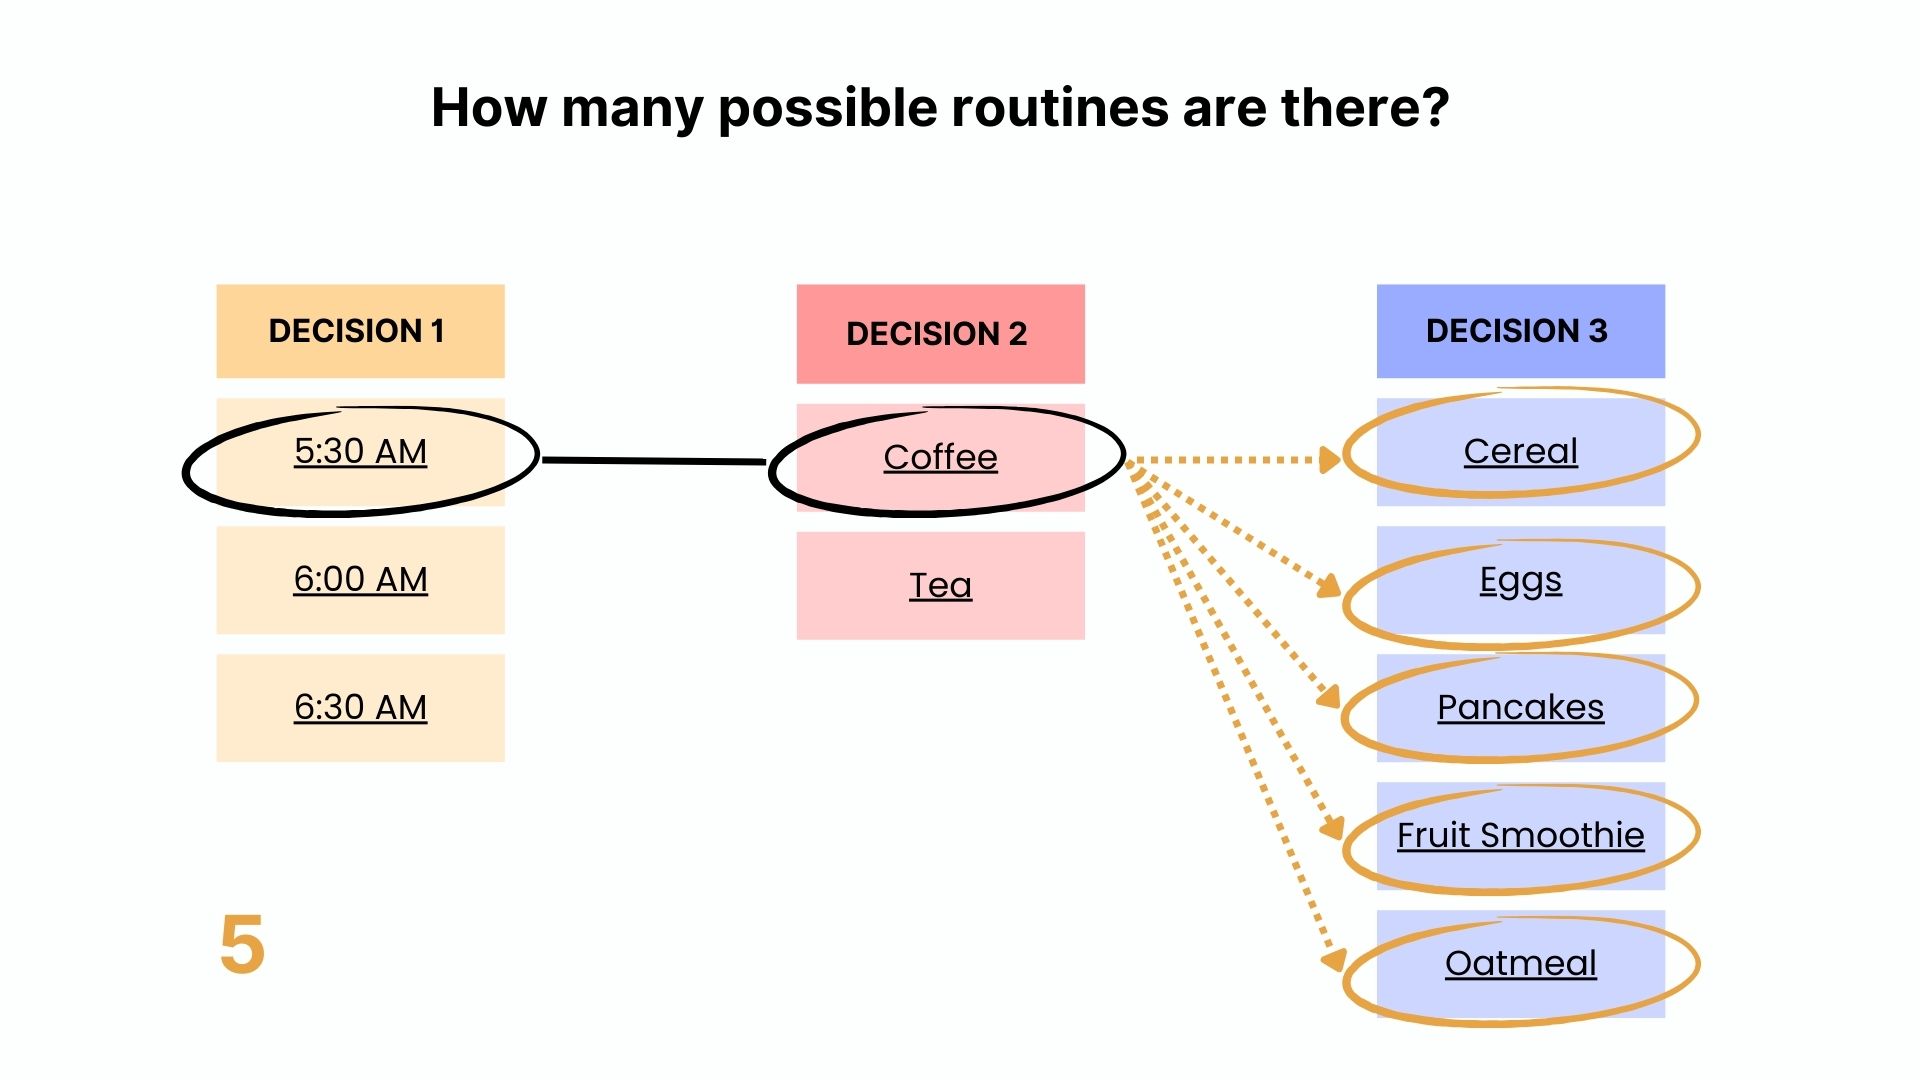 How many possible routines are there?
DECISION 1
5:30 AM
6:00 AM
6:30 AM
DECISION 2
Coffee
Tea
DECISION 3
Cereal
Eggs
Pancakes
Fruit Smoothie
Oatmeal
5